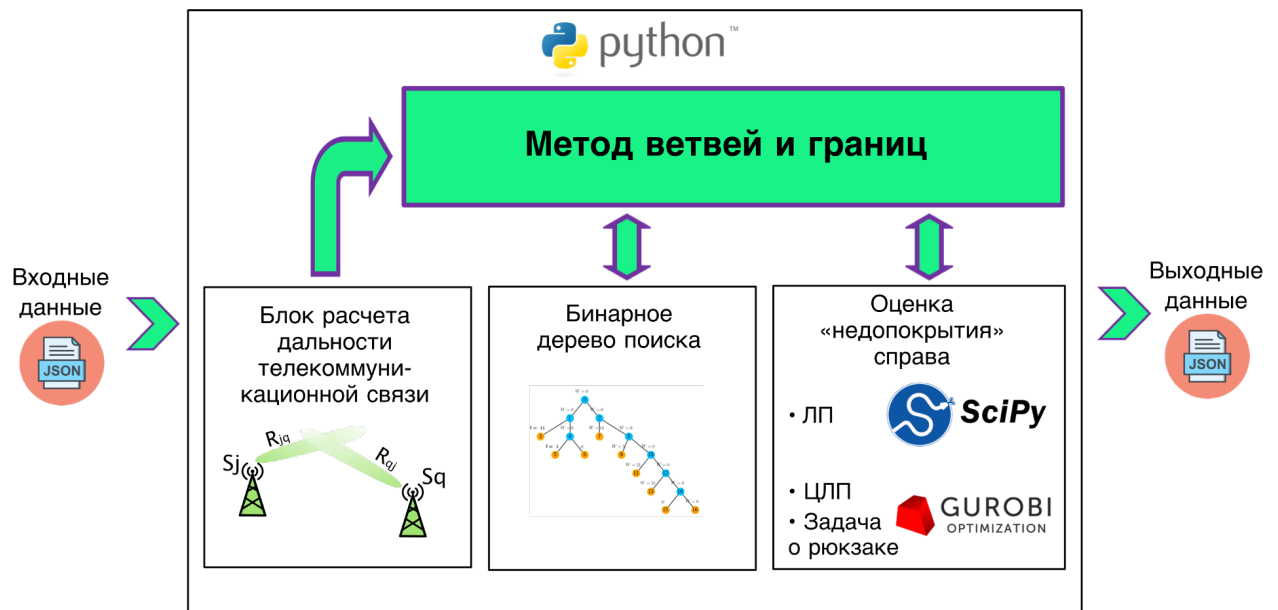 python™
Метод ветвей и границ
Входные
данные
JSON
Блок расчета
дальности
телекоммуни-
кационной связи
Rjq
Rqj
Sj
Sq
Бинарное
дерево поиска
Оценка
«недопокрытия»
справа
• ЛП
SciPy
• ЦЛП
• Задача
о рюкзаке
GUROBI
OPTIMIZATION
Выходные
данные
JSON